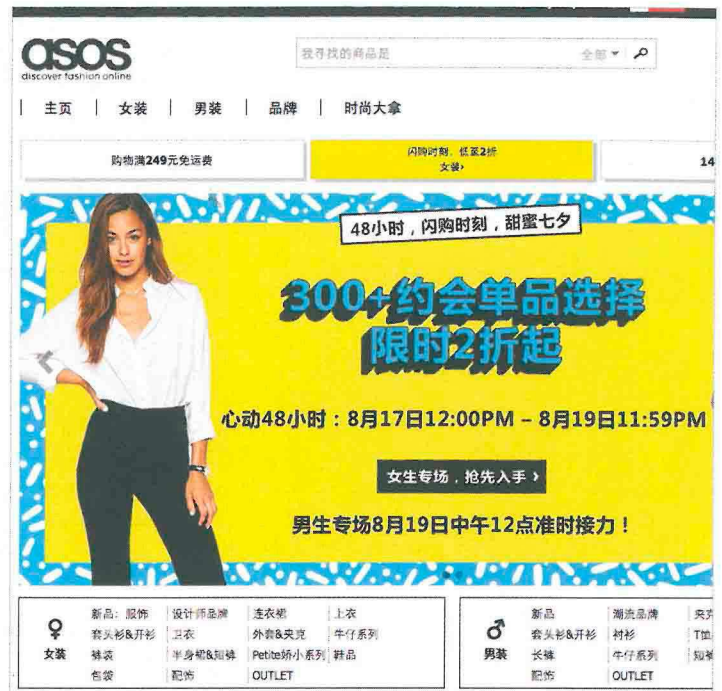 asos
discover fashion online
我寻找的商品是 全部
主页 | 女装 | 男装 | 品牌 | 时尚大拿
购物满249元免运费
闪购时刻，低至2折
女装›
14
48小时，闪购时刻，甜蜜七夕
300+约会单品选择
限时2折起
心动48小时：8月17日12:00PM – 8月19日11:59PM
女生专场，抢先入手 ›
男生专场8月19日中午12点准时接力！
女装
新品：服饰 设计师品牌 连衣裙 上衣
套头衫&开衫 卫衣 外套&夹克 牛仔系列
裤装 半身裙&短裤 Petite娇小系列 鞋品
包袋 配饰 OUTLET
男装
新品 潮流品牌 夹克
套头衫&开衫 衬衫 T恤
长裤 牛仔系列 短裤
配饰 OUTLET